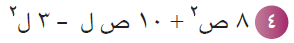 ٤ ٨ ص٢ + ١٠ ص ل - ٣ ل٢